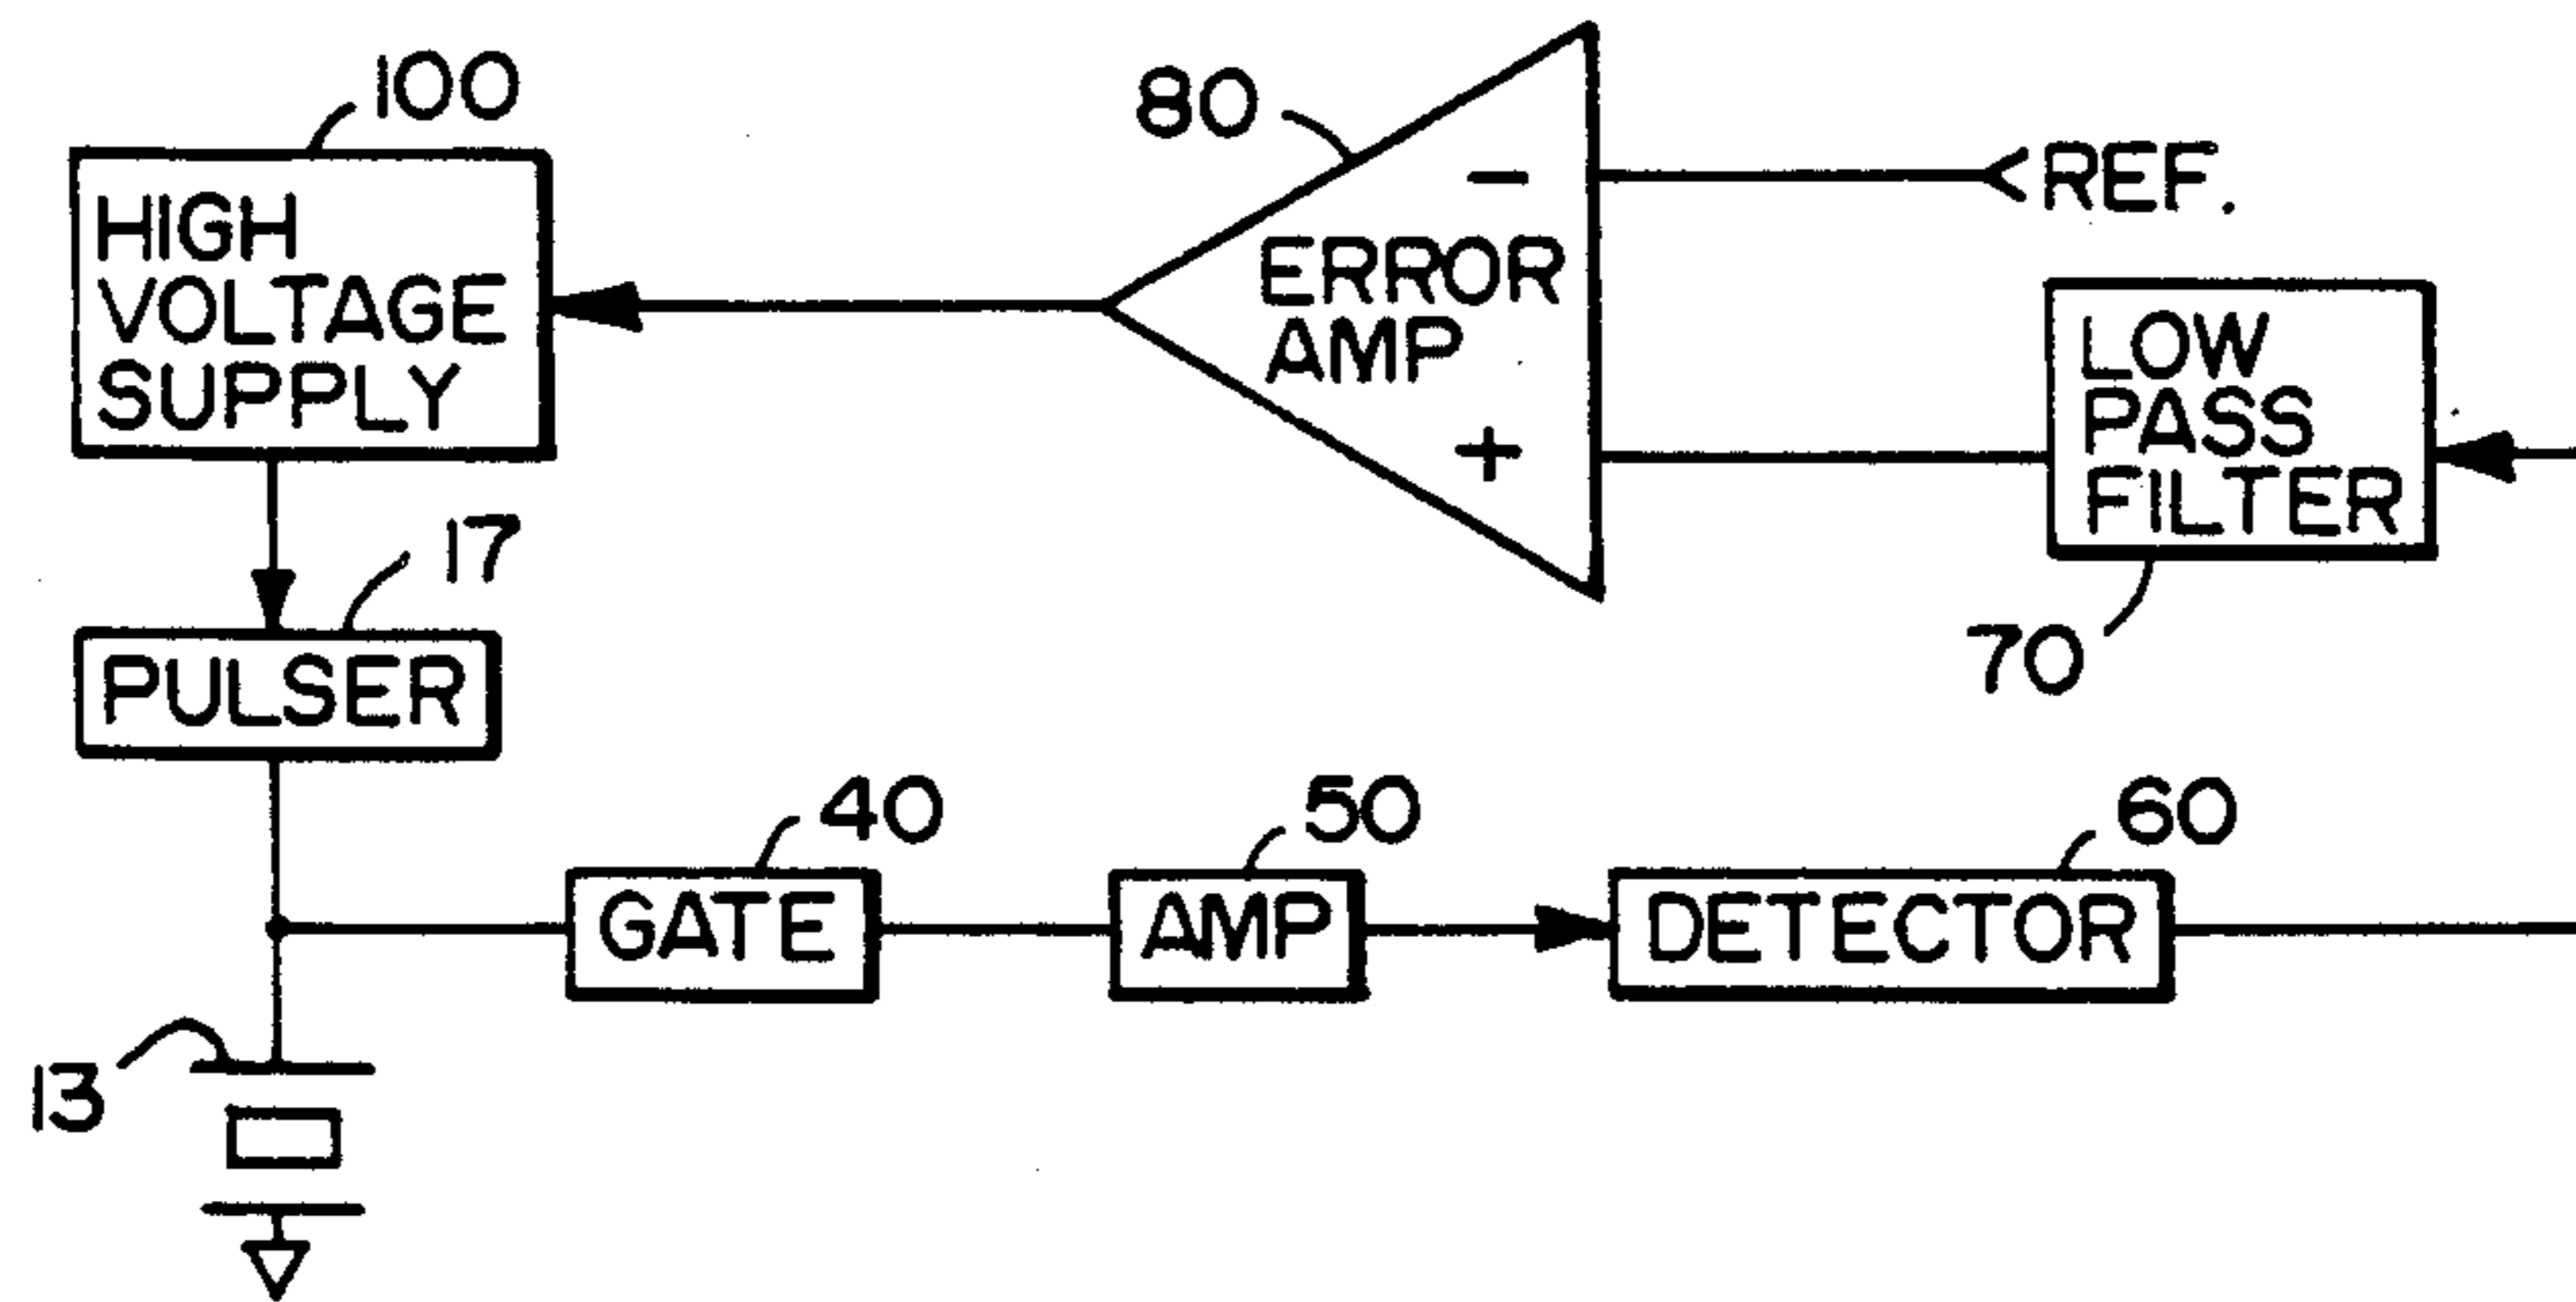 100
HIGH
VOLTAGE
SUPPLY
80
-
ERROR
AMP
+
<REF.
LOW
PASS
FILTER
70
17
PULSER
40
GATE
50
AMP
60
DETECTOR
13